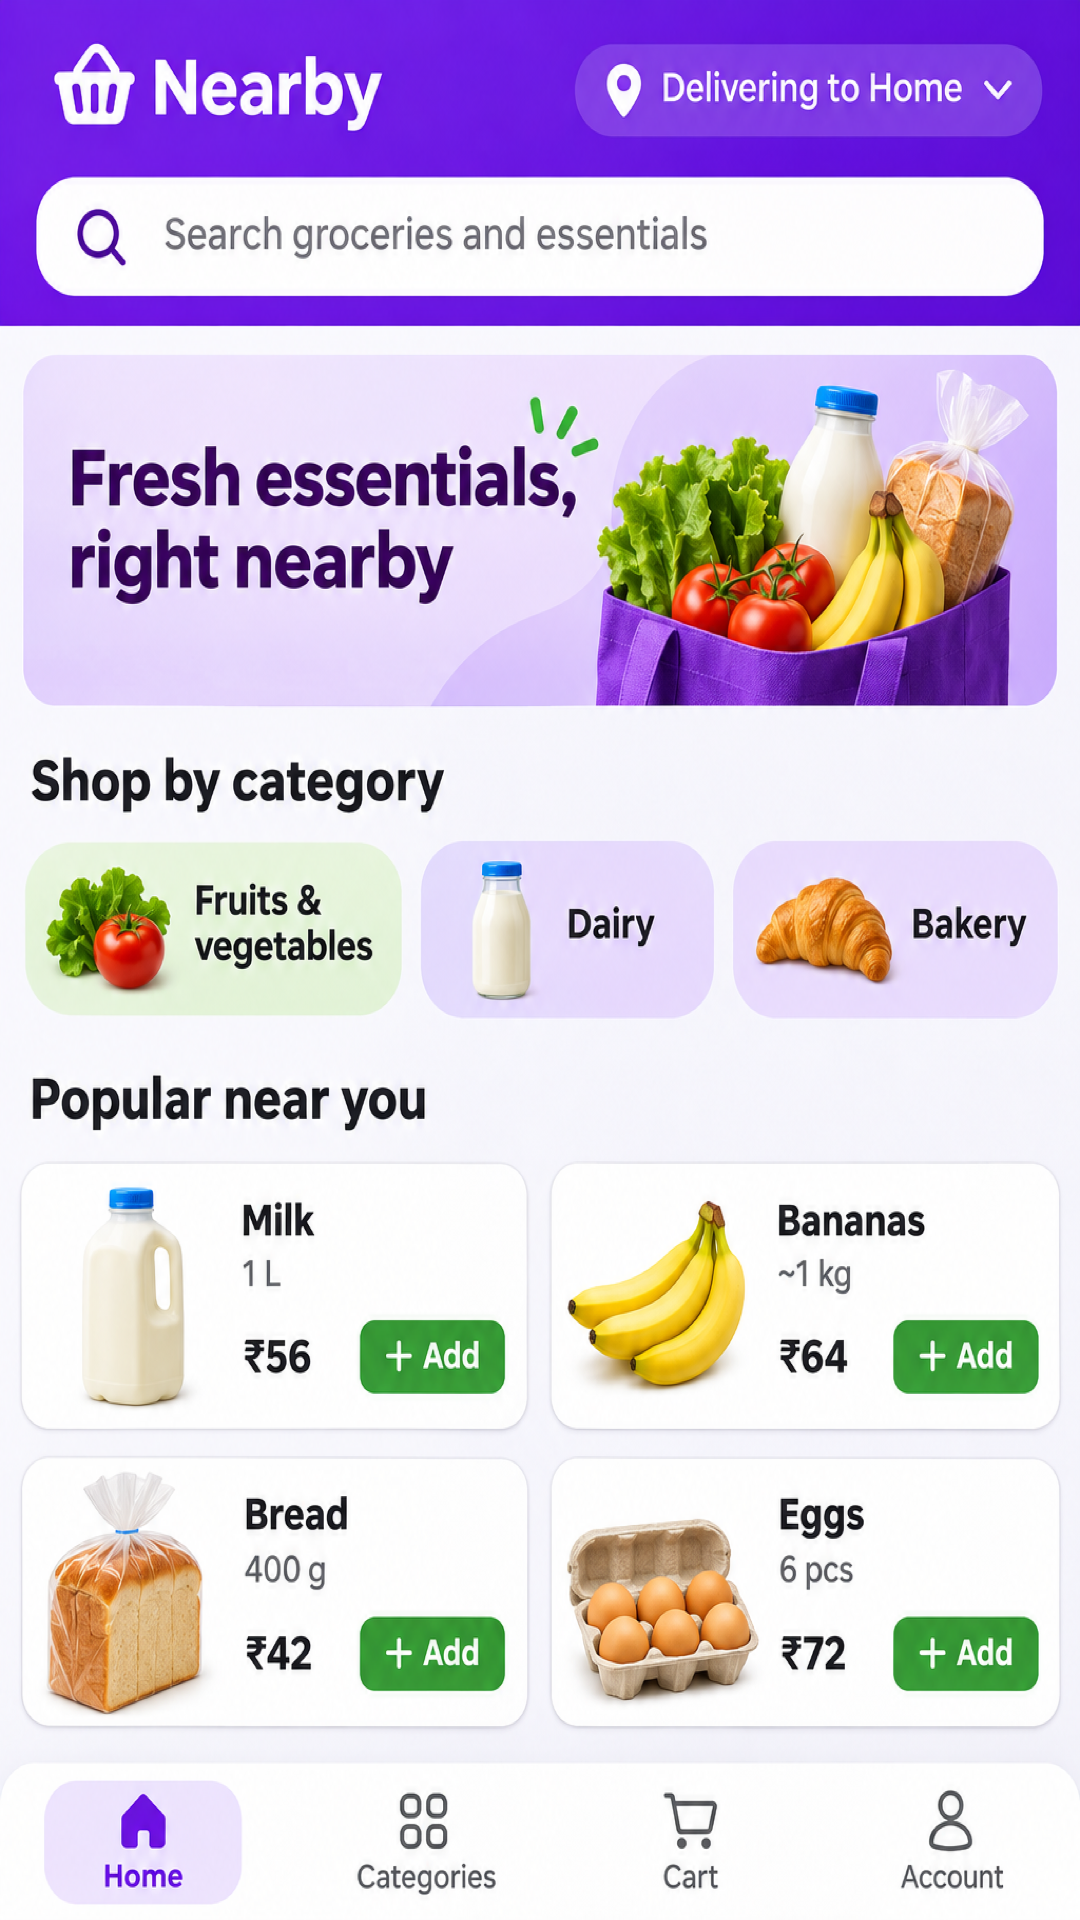 Nearby
Delivering to Home
Search groceries and essentials
Fresh essentials,
right nearby
Shop by category
Fruits &
vegetables
Dairy
Bakery
Popular near you
Milk
1 L
₹56
+ Add
Bananas
~1 kg
₹64
+ Add
Bread
400 g
₹42
+ Add
Eggs
6 pcs
₹72
+ Add
Home
Categories
Cart
Account